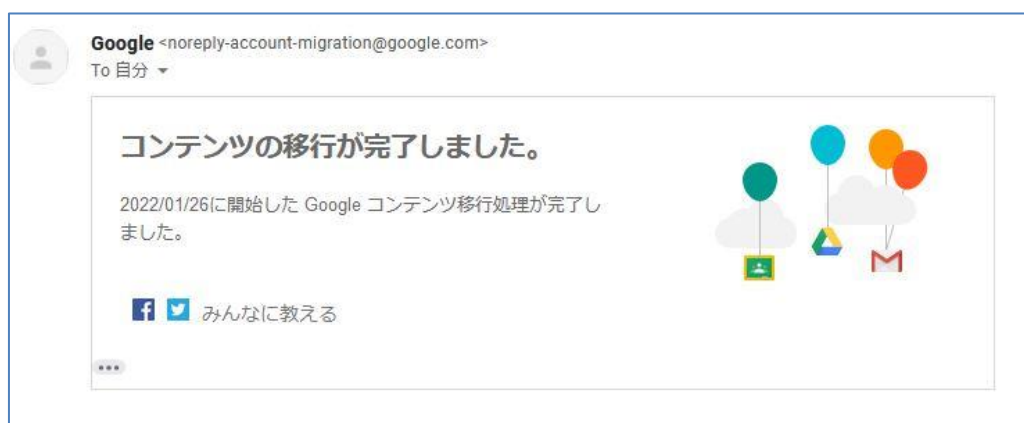 Google <noreply-account-migration@google.com>
To 自分
コンテンツの移行が完了しました。
2022/01/26に開始した Google コンテンツ移行処理が完了し
ました。
みんなに教える